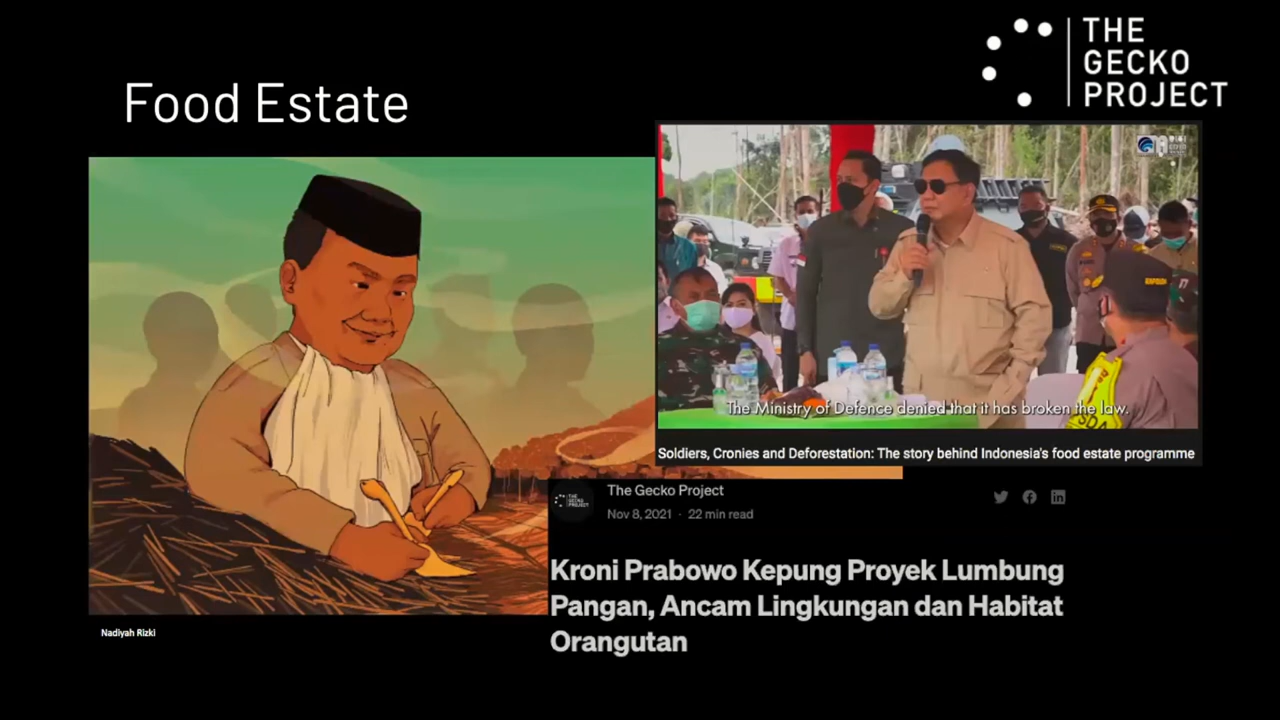 THE
GECKO
PROJECT
Food Estate
The Ministry of Defence denied that it has broken the law.
Soldiers, Cronies and Deforestation: The story behind Indonesia's food estate programme
The Gecko Project
Nov 8, 2021 · 22 min read
Kroni Prabowo Kepung Proyek Lumbung
Pangan, Ancam Lingkungan dan Habitat
Orangutan
Nadiyah Rizki